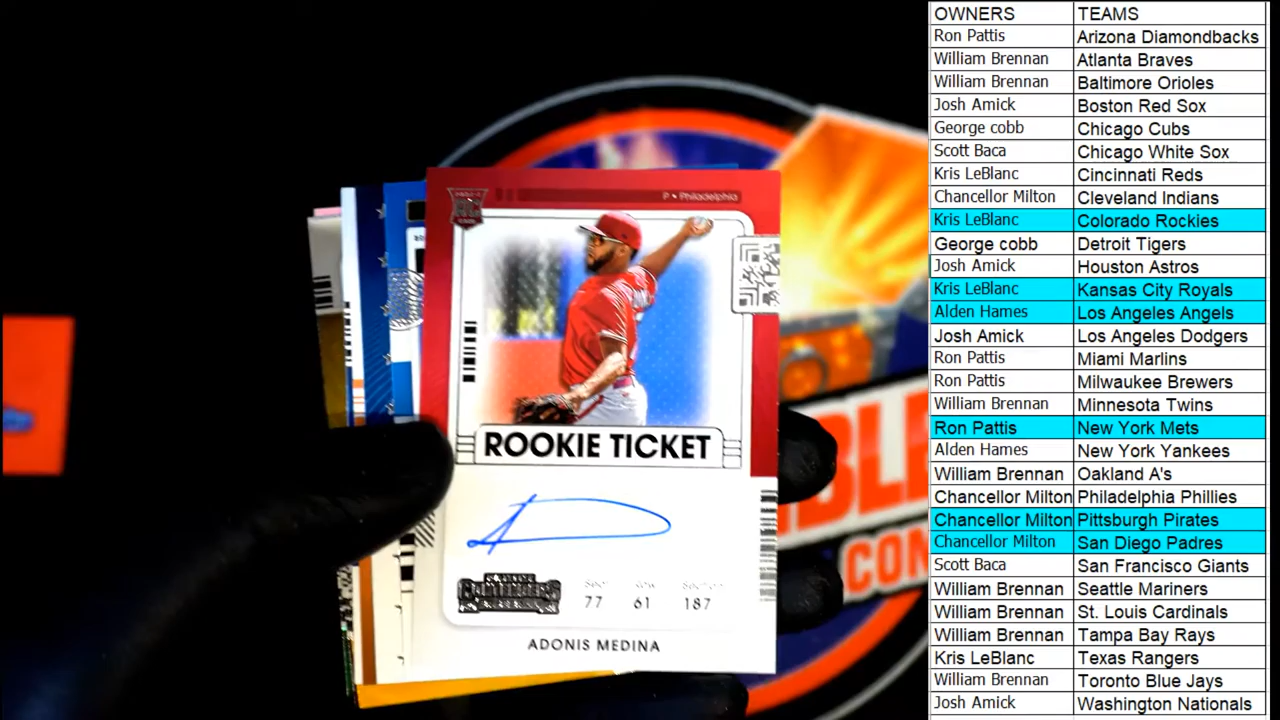 P • Philadelphia
RC
ROOKIE TICKET
Seat Row Section
77 61 187
CONTENDERS
ADONIS MEDINA
BLE
CON
OWNERS TEAMS
Ron Pattis Arizona Diamondbacks
William Brennan Atlanta Braves
William Brennan Baltimore Orioles
Josh Amick Boston Red Sox
George cobb Chicago Cubs
Scott Baca Chicago White Sox
Kris LeBlanc Cincinnati Reds
Chancellor Milton Cleveland Indians
Kris LeBlanc Colorado Rockies
George cobb Detroit Tigers
Josh Amick Houston Astros
Kris LeBlanc Kansas City Royals
Alden Hames Los Angeles Angels
Josh Amick Los Angeles Dodgers
Ron Pattis Miami Marlins
Ron Pattis Milwaukee Brewers
William Brennan Minnesota Twins
Ron Pattis New York Mets
Alden Hames New York Yankees
William Brennan Oakland A's
Chancellor Milton Philadelphia Phillies
Chancellor Milton Pittsburgh Pirates
Chancellor Milton San Diego Padres
Scott Baca San Francisco Giants
William Brennan Seattle Mariners
William Brennan St. Louis Cardinals
William Brennan Tampa Bay Rays
Kris LeBlanc Texas Rangers
William Brennan Toronto Blue Jays
Josh Amick Washington Nationals